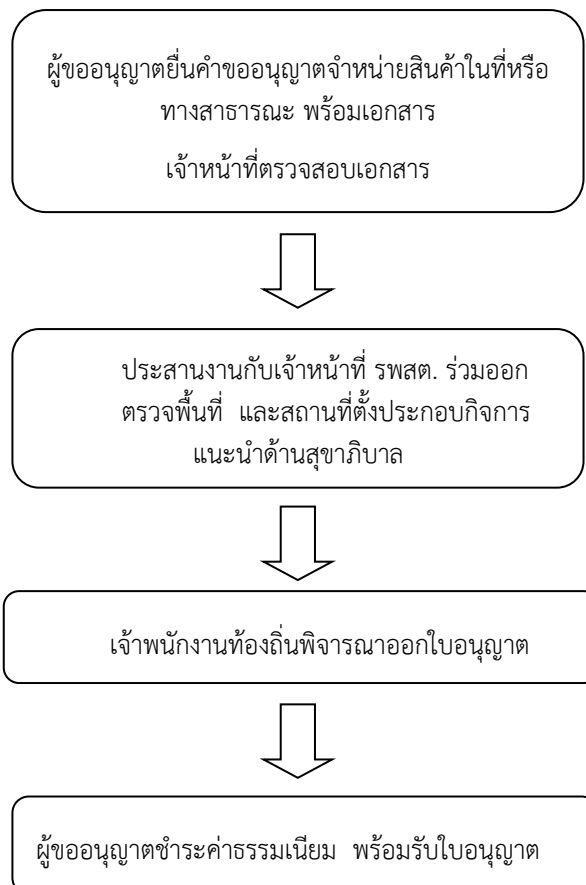 ผู้ขออนุญาตยื่นคำขออนุญาตจำหน่ายสินค้าในที่หรือ
ทางสาธารณะ พร้อมเอกสาร
เจ้าหน้าที่ตรวจสอบเอกสาร
ประสานงานกับเจ้าหน้าที่ รพสต. ร่วมออก
ตรวจพื้นที่ และสถานที่ตั้งประกอบกิจการ
แนะนำด้านสุขาภิบาล
เจ้าพนักงานท้องถิ่นพิจารณาออกใบอนุญาต
ผู้ขออนุญาตชำระค่าธรรมเนียม พร้อมรับใบอนุญาต